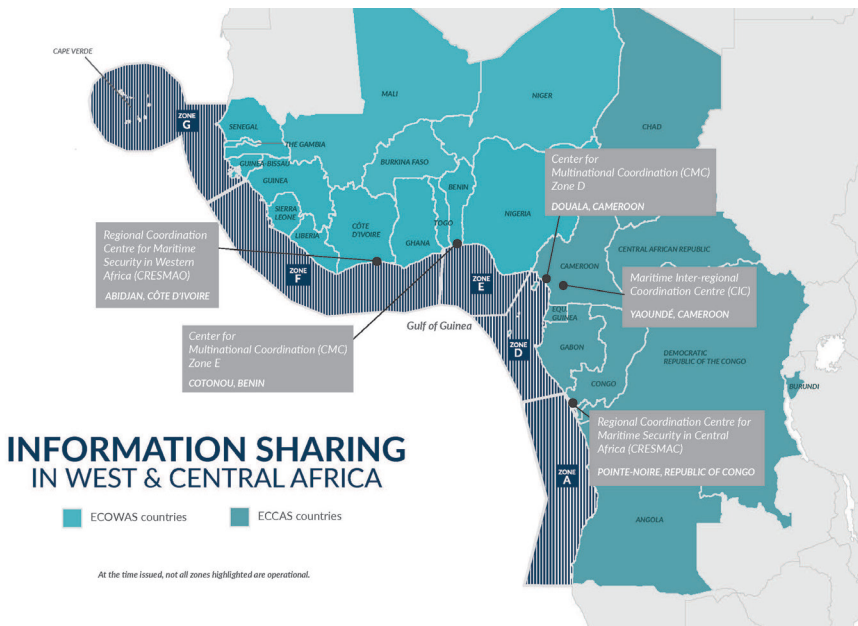 CAPE VERDE
ZONE
G
MALI
NIGER
CHAD
SENEGAL
THE GAMBIA
GUINEA-BISSAU
GUINEA
BURKINA FASO
BENIN
SIERRA
LEONE
LIBERIA
CÔTE
D'IVOIRE
GHANA
TOGO
NIGERIA
Center for
Multinational Coordination (CMC)
Zone D
DOUALA, CAMEROON
Regional Coordination
Centre for Maritime
Security in Western
Africa (CRESMAO)
ABIDJAN, CÔTE D'IVOIRE
ZONE
F
ZONE
E
CENTRAL AFRICAN REPUBLIC
CAMEROON
Maritime Inter-regional
Coordination Centre (CIC)
YAOUNDÉ, CAMEROON
Gulf of Guinea
EQU.
GUINEA
Center for
Multinational Coordination (CMC)
Zone E
COTONOU, BENIN
ZONE
D
GABON
CONGO
DEMOCRATIC
REPUBLIC OF THE CONGO
BURUNDI
Regional Coordination Centre for
Maritime Security in Central
Africa (CRESMAC)
POINTE-NOIRE, REPUBLIC OF CONGO
INFORMATION SHARING
IN WEST & CENTRAL AFRICA
ZONE
A
ECOWAS countries
ECCAS countries
ANGOLA
At the time issued, not all zones highlighted are operational.